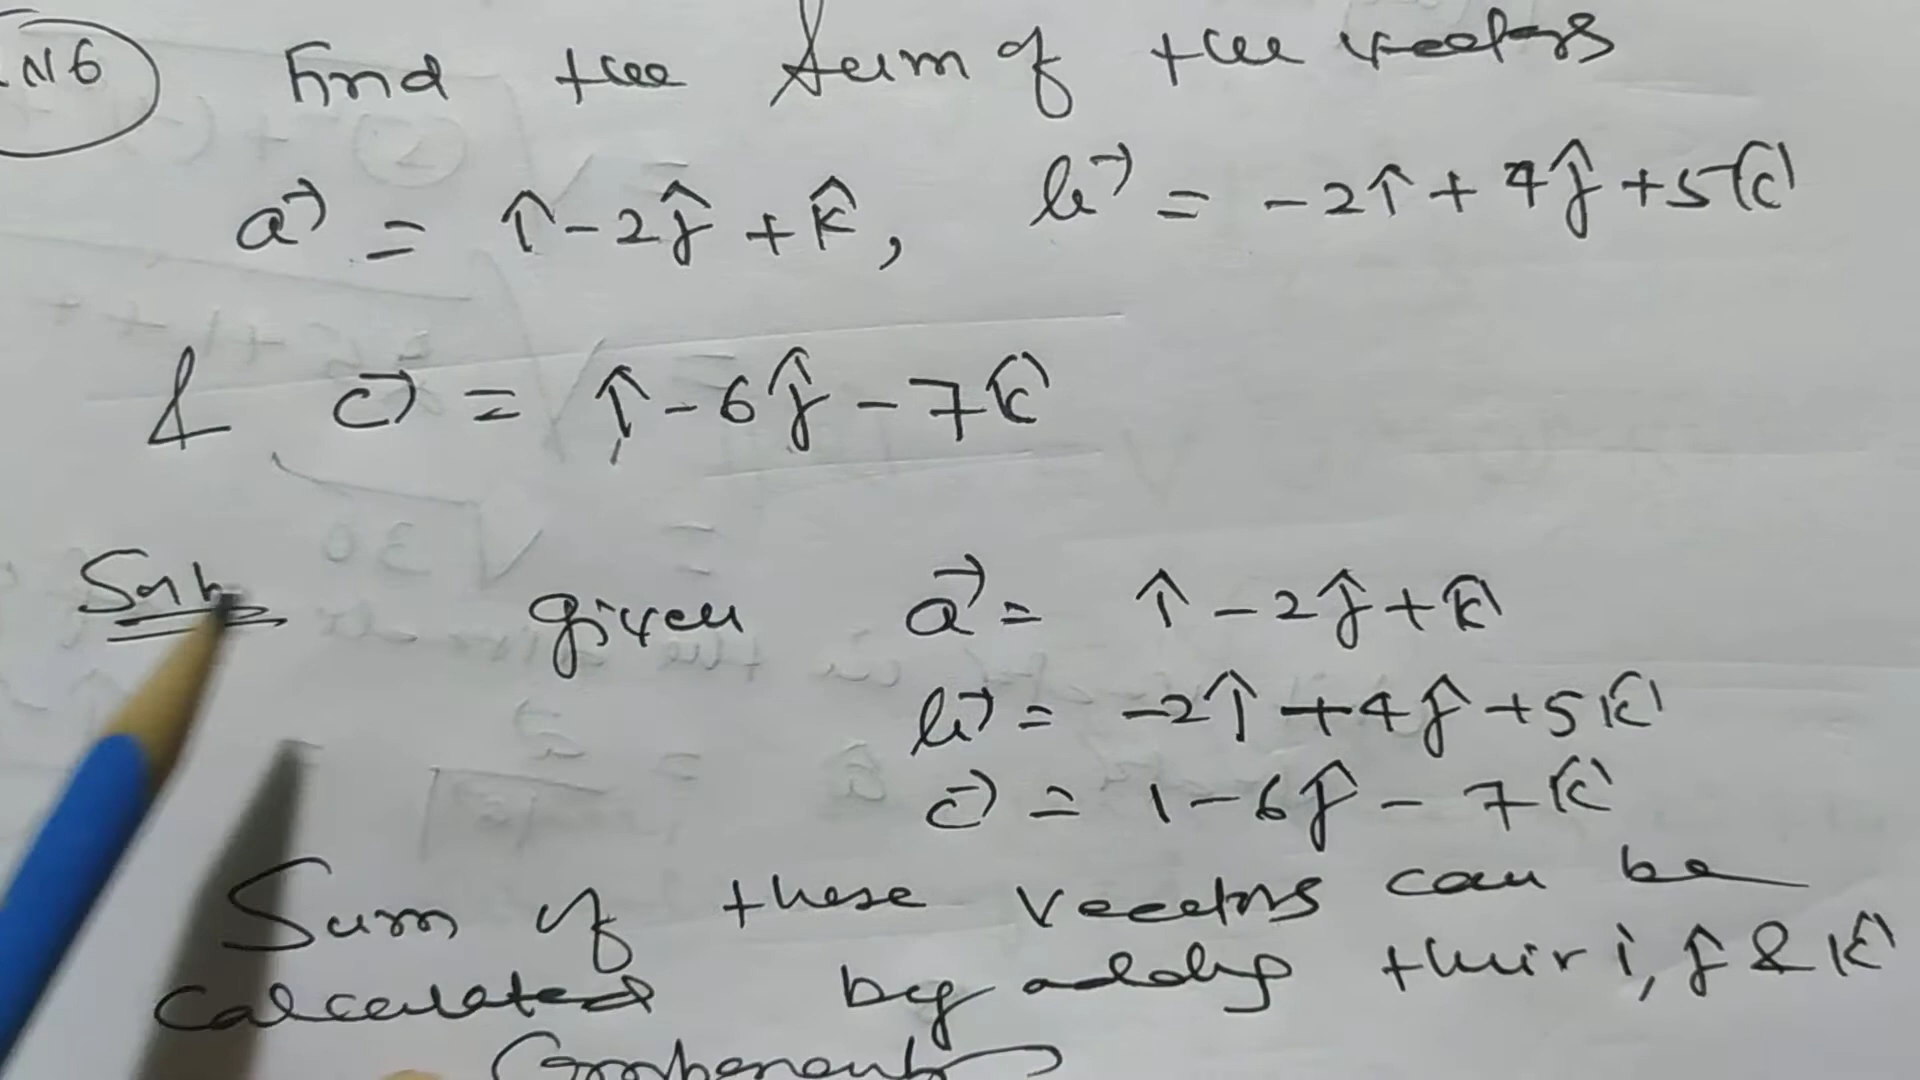 N6 Find the sum of the vectors
a⃗ = î - 2ĵ + k̂, b⃗ = -2î + 4ĵ + 5k̂
& c⃗ = î - 6ĵ - 7k̂
Soln given a⃗ = î - 2ĵ + k̂
b⃗ = -2î + 4ĵ + 5k̂
c⃗ = 1 - 6ĵ - 7k̂
Sum of these vectors can be
calculated by adding their i, ĵ & k̂
Components